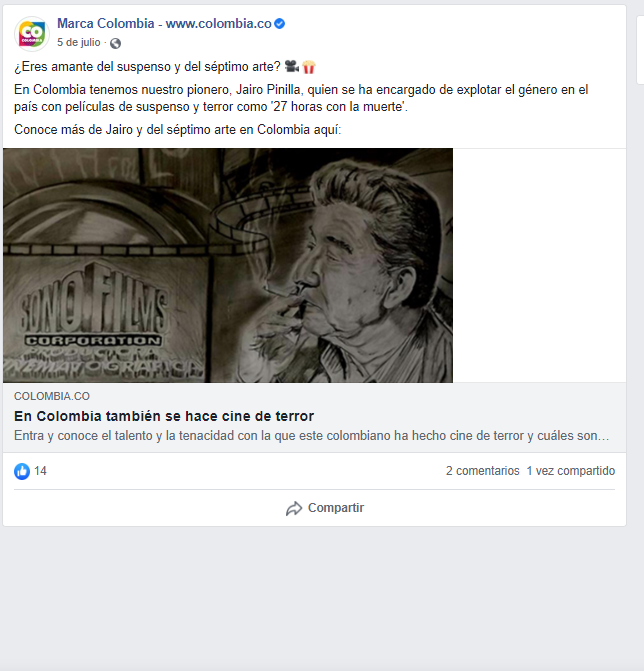 CO
COLOMBIA
Marca Colombia - www.colombia.co
5 de julio ·
¿Eres amante del suspenso y del séptimo arte?
En Colombia tenemos nuestro pionero, Jairo Pinilla, quien se ha encargado de explotar el género en el
país con películas de suspenso y terror como '27 horas con la muerte'.
Conoce más de Jairo y del séptimo arte en Colombia aquí:
SONOFILMS
CORPORATION
PRODUCTORA
CINEMATOGRAFICA
COLOMBIA.CO
En Colombia también se hace cine de terror
Entra y conoce el talento y la tenacidad con la que este colombiano ha hecho cine de terror y cuáles son…
14
2 comentarios 1 vez compartido
Compartir